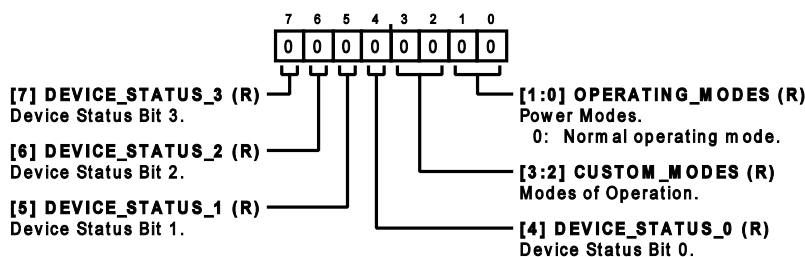 7 6 5 4 3 2 1 0
0 0 0 0 0 0 0 0
[7] DEVICE_STATUS_3 (R)
Device Status Bit 3.
[6] DEVICE_STATUS_2 (R)
Device Status Bit 2.
[5] DEVICE_STATUS_1 (R)
Device Status Bit 1.
[1:0] OPERATING_MODES (R)
Power Modes.
0: Normal operating mode.
[3:2] CUSTOM_MODES (R)
Modes of Operation.
[4] DEVICE_STATUS_0 (R)
Device Status Bit 0.